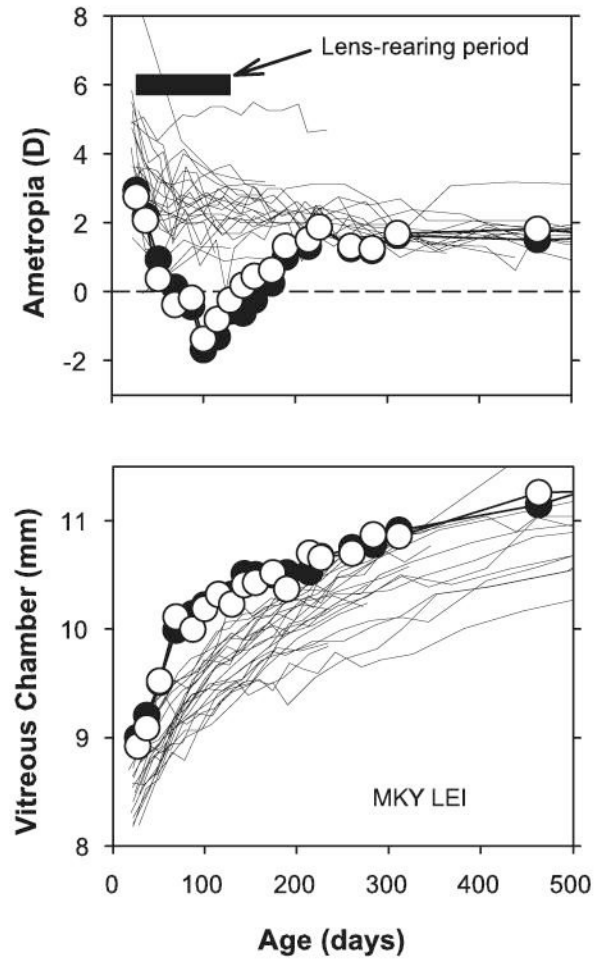 8
6
4
2
0
-2
Ametropia (D)
Lens-rearing period
11
10
9
8
Vitreous Chamber (mm)
MKY LEI
0 100 200 300 400 500
Age (days)